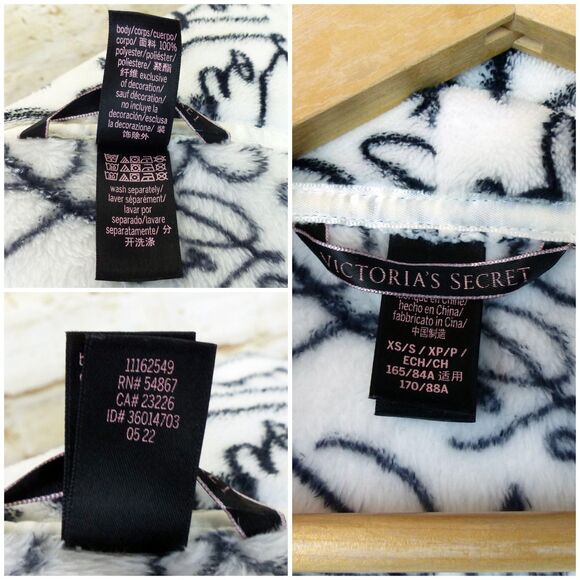 body/corps/cuerpo/
corpo/ 面料 100%
polyester/poliéster/
poliestere/ 聚酯
纤维 exclusive
of decoration/
sauf décoration/
no incluye la
decoración/esclusa
la decorazione/ 装
饰除外
wash separately/
laver séparément/
lavar por
separado/lavare
separatamente/ 分
开洗涤
11162549
RN# 54867
CA# 23226
ID# 36014703
05 22
VICTORIA'S SECRET
en Chine/
hecho en China/
fabbricato in Cina/
中国制造
XS/S / XP/P /
ECH/CH
165/84A 适用
170/88A